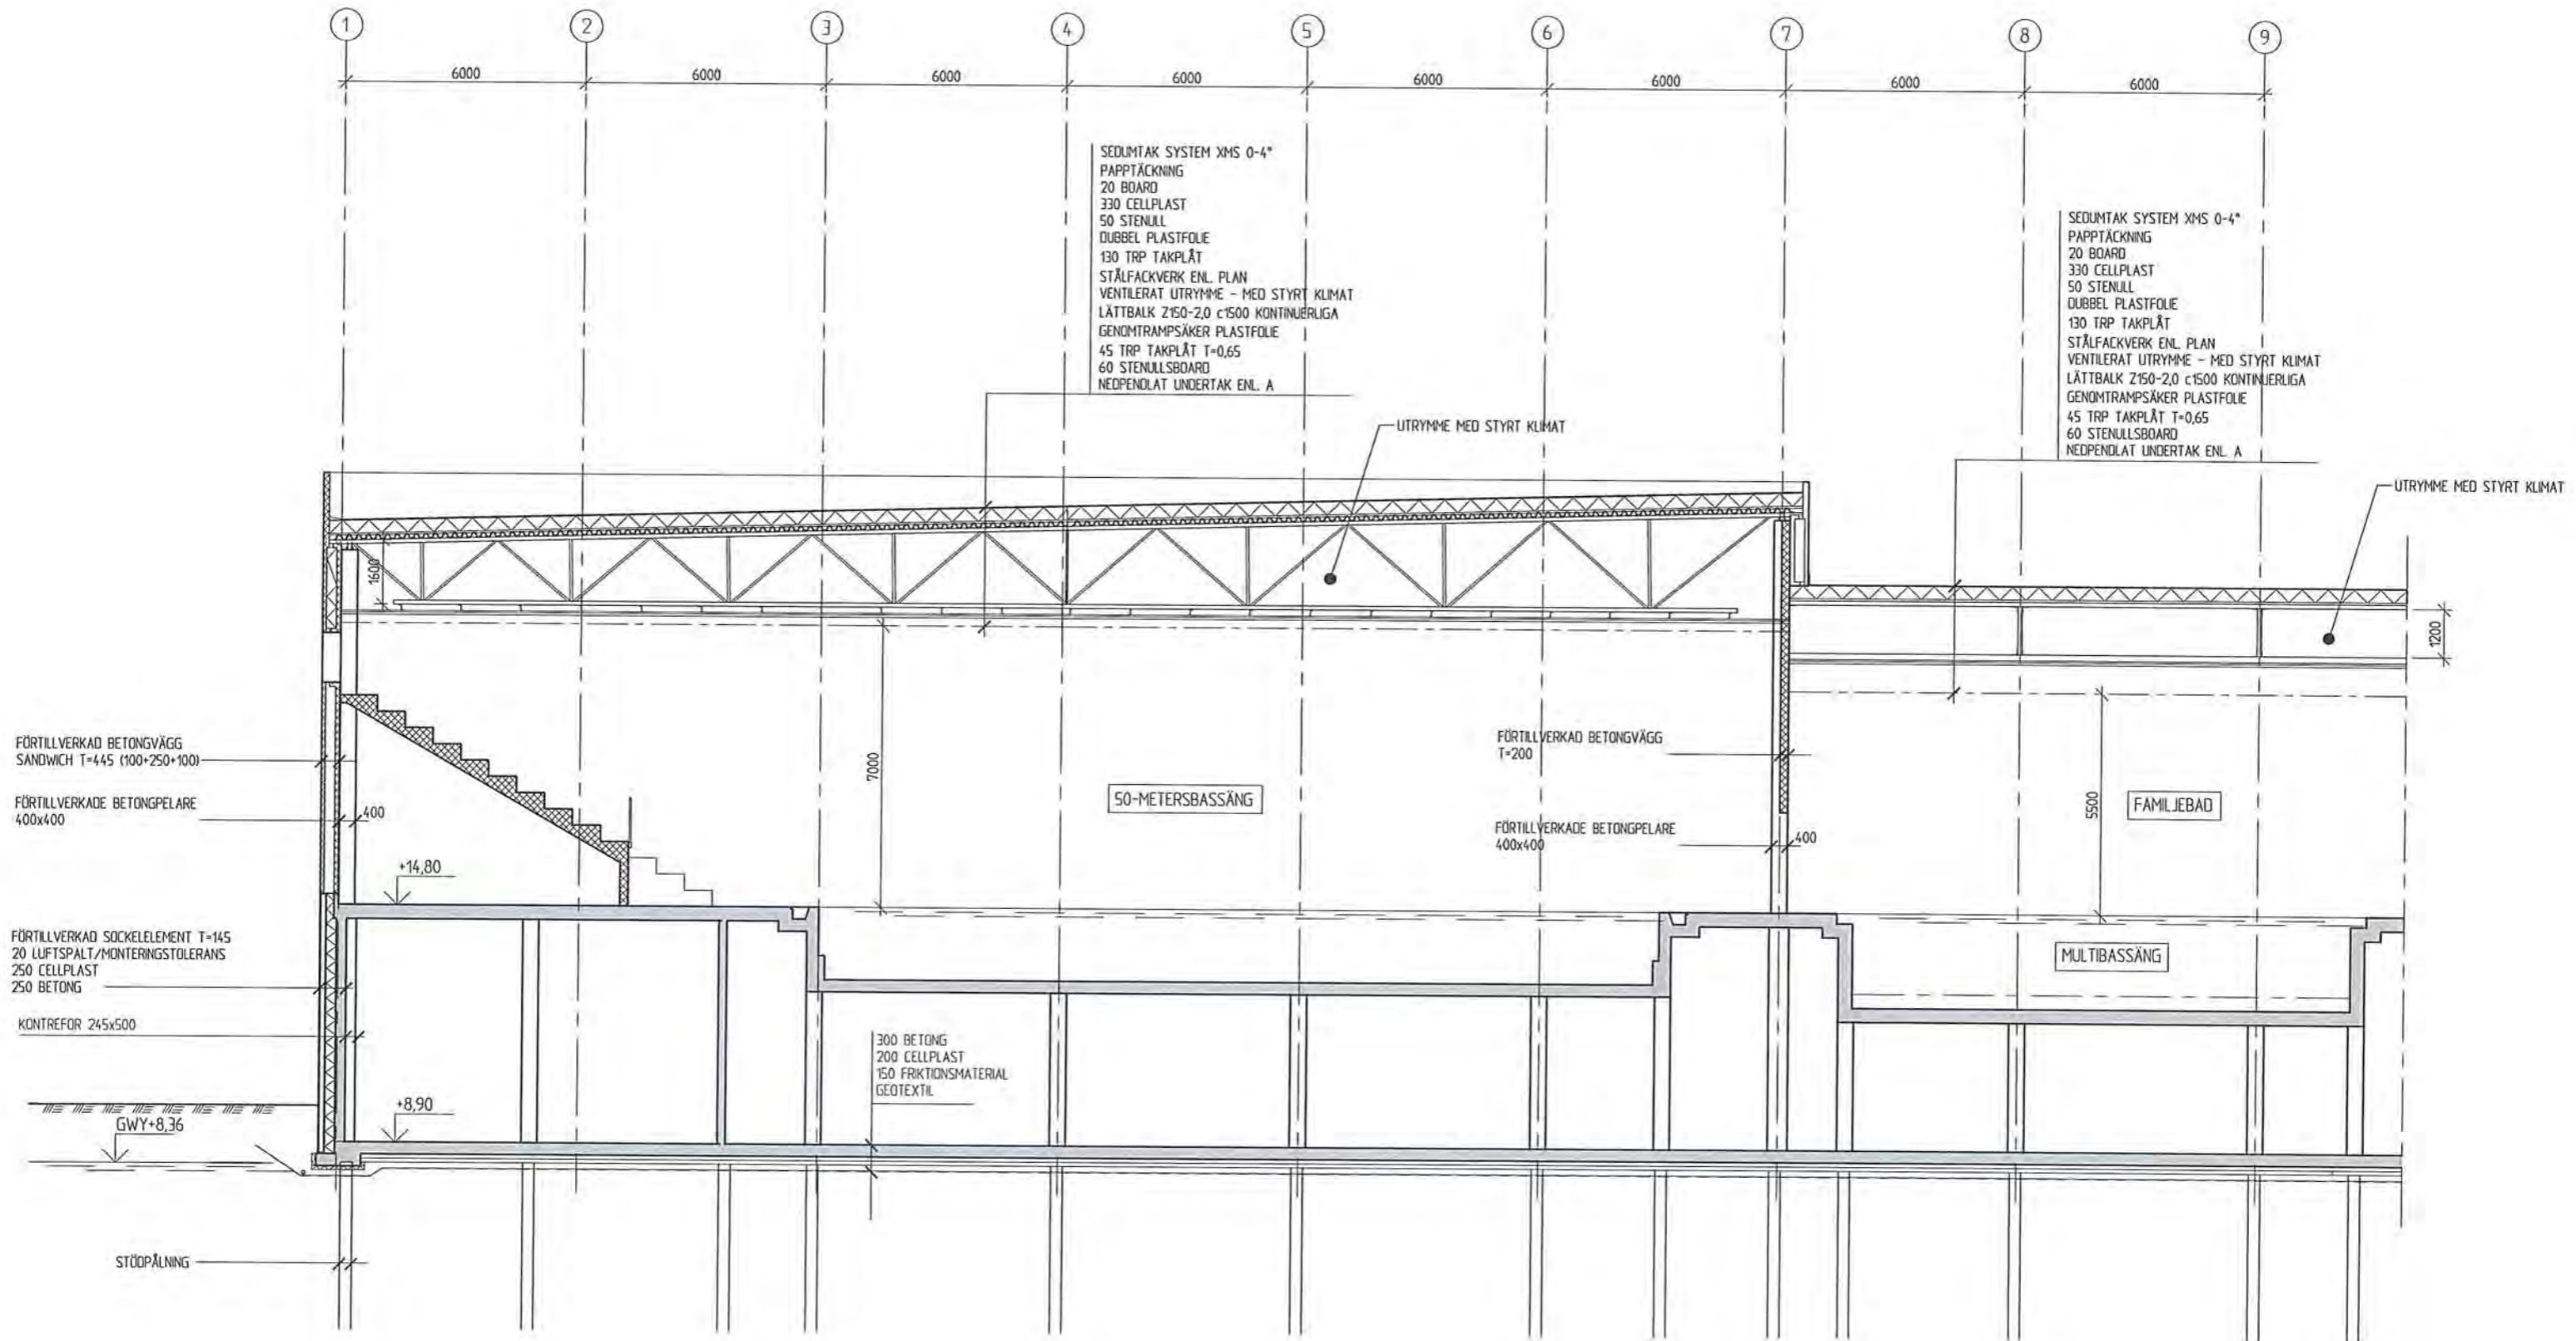 1
2
3
4
5
6
7
8
9
6000
6000
6000
6000
6000
6000
6000
6000
SEDUMTAK SYSTEM XMS 0-4°
PAPPTÄCKNING
20 BOARD
330 CELLPLAST
50 STENULL
DUBBEL PLASTFOLIE
130 TRP TAKPLÅT
STÅLFACKVERK ENL. PLAN
VENTILERAT UTRYMME - MED STYRT KLIMAT
LÄTTBALK Z150-2,0 c1500 KONTINUERLIGA
GENOMTRAMPSÄKER PLASTFOLIE
45 TRP TAKPLÅT T=0,65
60 STENULLSBOARD
NEDPENDLAT UNDERTAK ENL. A
SEDUMTAK SYSTEM XMS 0-4°
PAPPTÄCKNING
20 BOARD
330 CELLPLAST
50 STENULL
DUBBEL PLASTFOLIE
130 TRP TAKPLÅT
STÅLFACKVERK ENL. PLAN
VENTILERAT UTRYMME - MED STYRT KLIMAT
LÄTTBALK Z150-2,0 c1500 KONTINUERLIGA
GENOMTRAMPSÄKER PLASTFOLIE
45 TRP TAKPLÅT T=0,65
60 STENULLSBOARD
NEDPENDLAT UNDERTAK ENL. A
UTRYMME MED STYRT KLIMAT
UTRYMME MED STYRT KLIMAT
1600
1200
FÖRTILLVERKAD BETONGVÄGG
SANDWICH T=445 (100+250+100)
FÖRTILLVERKADE BETONGPELARE
400x400
400
7000
50-METERSBASSÄNG
FÖRTILLVERKAD BETONGVÄGG
T=200
FÖRTILLVERKADE BETONGPELARE
400x400
400
5500
FAMILJEBAD
+14,80
FÖRTILLVERKAD SOCKELELEMENT T=145
20 LUFTSPALT/MONTERINGSTOLERANS
250 CELLPLAST
250 BETONG
MULTIBASSÄNG
KONTREFOR 245x500
300 BETONG
200 CELLPLAST
150 FRIKTIONSMATERIAL
GEOTEXTIL
+8,90
GWY+8,36
STÖDPÅLNING